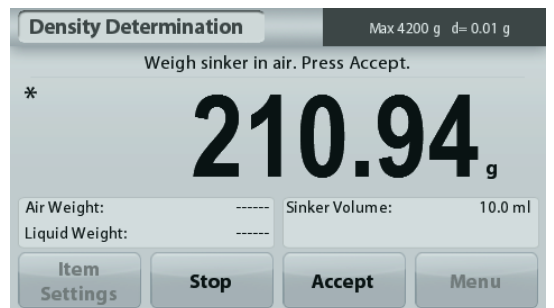 Density Determination Max 4200 g d= 0.01 g
Weigh sinker in air. Press Accept.
* 210.94 g
Air Weight: ------ Sinker Volume: 10.0 ml
Liquid Weight: ------
Item Settings Stop Accept Menu